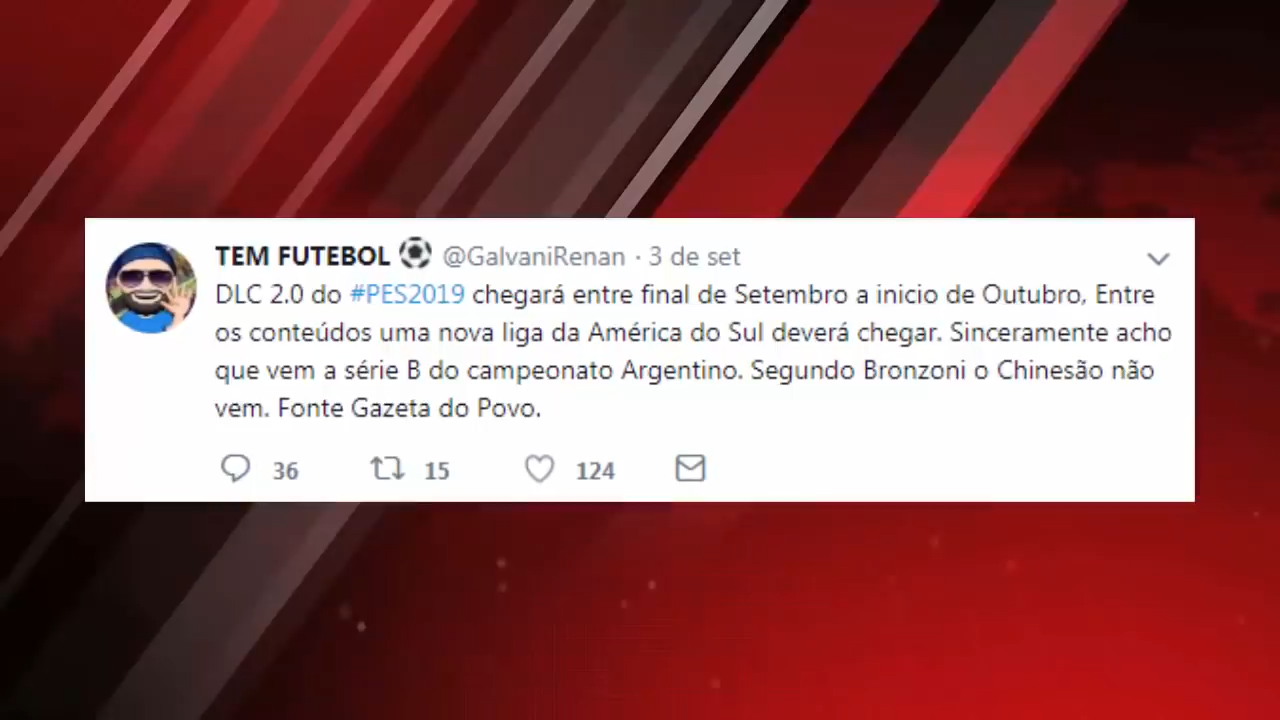 TEM FUTEBOL ⚽ @GalvaniRenan · 3 de set
DLC 2.0 do #PES2019 chegará entre final de Setembro a inicio de Outubro, Entre
os conteúdos uma nova liga da América do Sul deverá chegar. Sinceramente acho
que vem a série B do campeonato Argentino. Segundo Bronzoni o Chinesão não
vem. Fonte Gazeta do Povo.
36 15 124